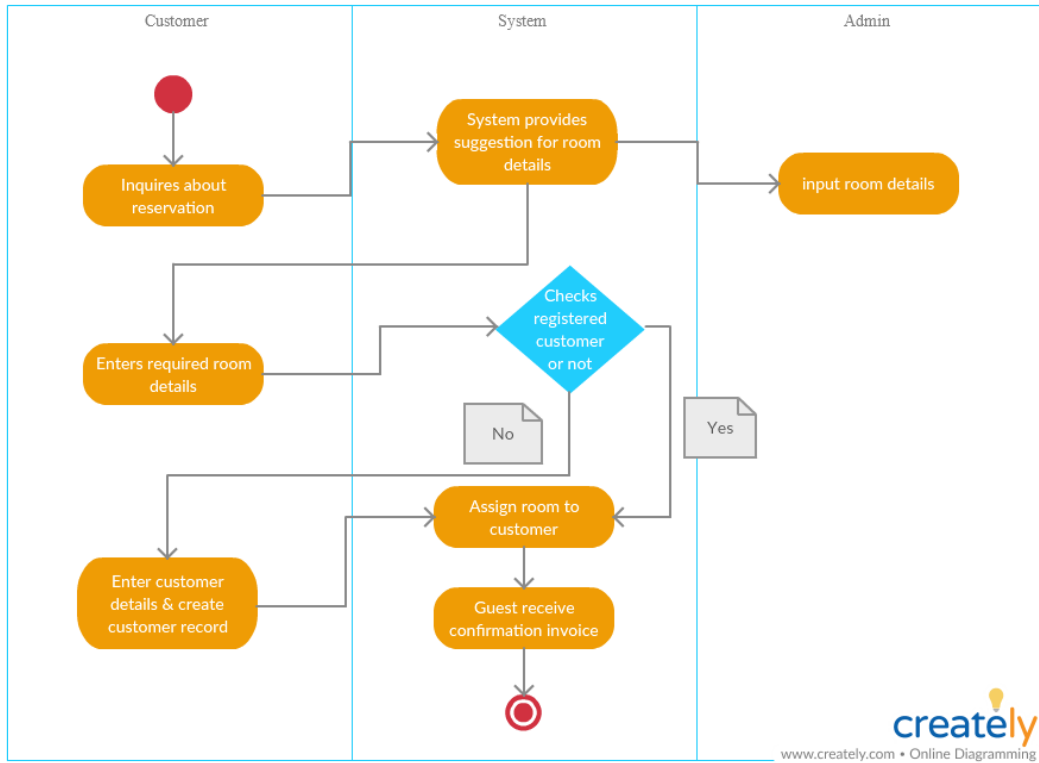 Customer
System
Admin
System provides
suggestion for room
details
Inquires about
reservation
input room details
Checks
registered
customer
or not
Enters required room
details
No
Yes
Assign room to
customer
Enter customer
details & create
customer record
Guest receive
confirmation invoice
creately
www.creately.com • Online Diagramming